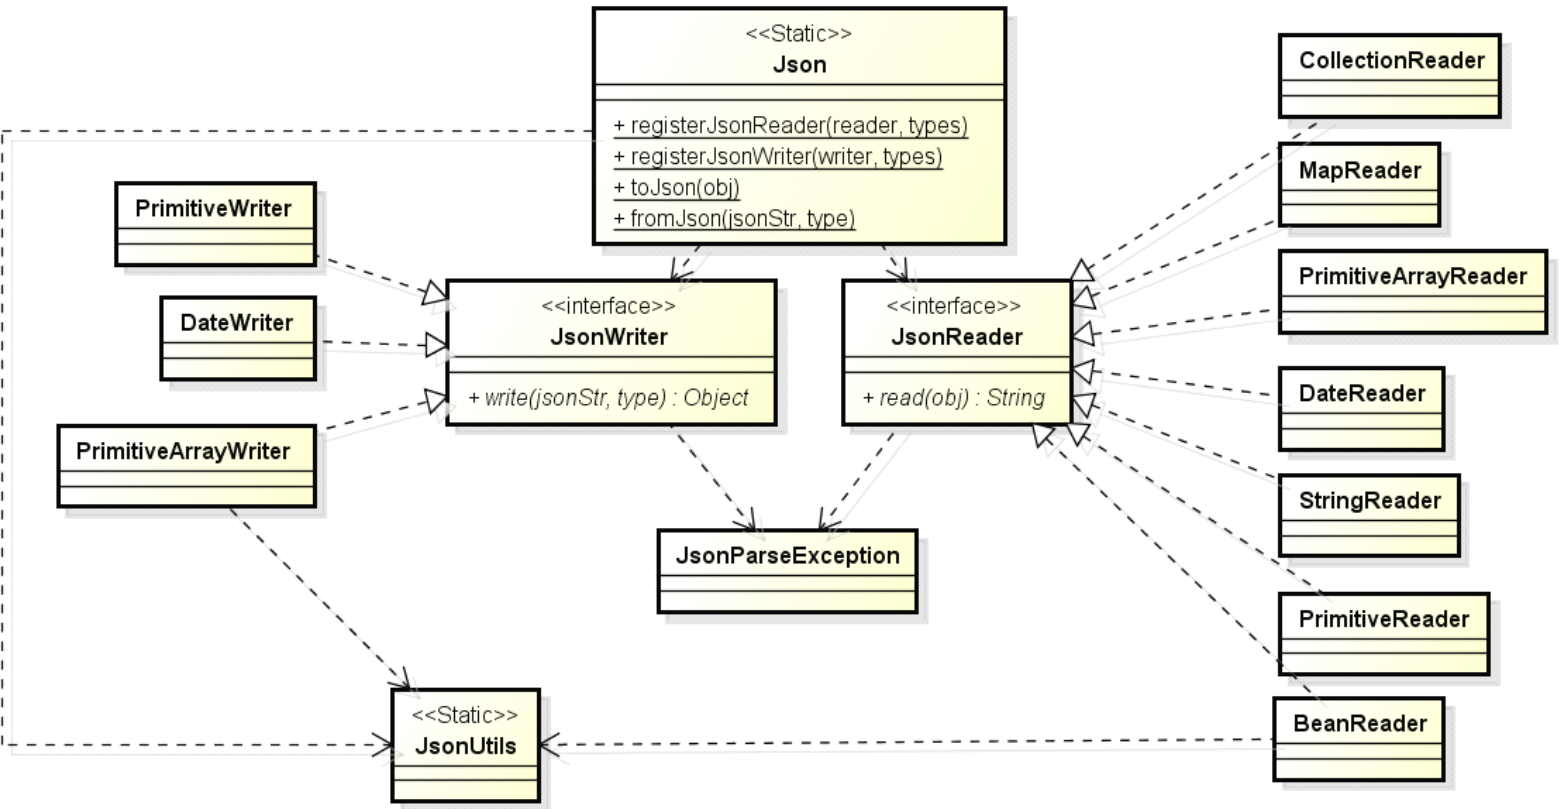 <<Static>>
Json
+ registerJsonReader(reader, types)
+ registerJsonWriter(writer, types)
+ toJson(obj)
+ fromJson(jsonStr, type)
PrimitiveWriter
DateWriter
PrimitiveArrayWriter
<<interface>>
JsonWriter
+ write(jsonStr, type) : Object
<<interface>>
JsonReader
+ read(obj) : String
CollectionReader
MapReader
PrimitiveArrayReader
DateReader
StringReader
PrimitiveReader
BeanReader
JsonParseException
<<Static>>
JsonUtils